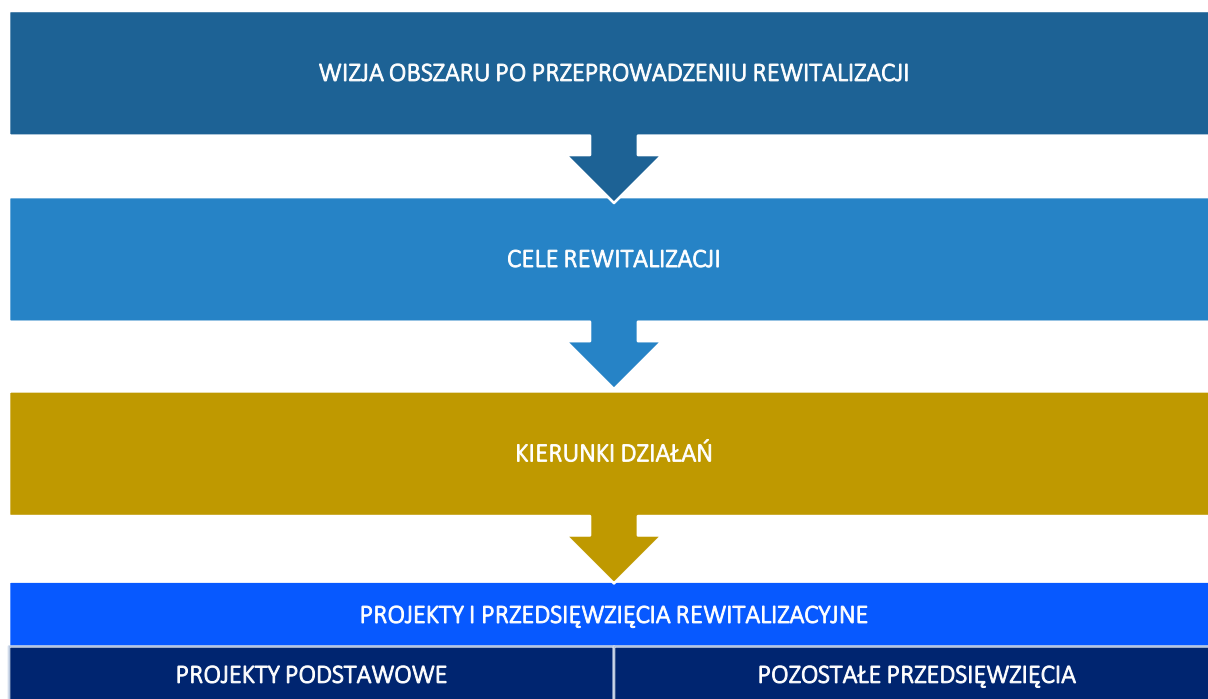 WIZJA OBSZARU PO PRZEPROWADZENIU REWITALIZACJI
CELE REWITALIZACJI
KIERUNKI DZIAŁAŃ
PROJEKTY I PRZEDSIĘWZIĘCIA REWITALIZACYJNE
PROJEKTY PODSTAWOWE
POZOSTAŁE PRZEDSIĘWZIĘCIA